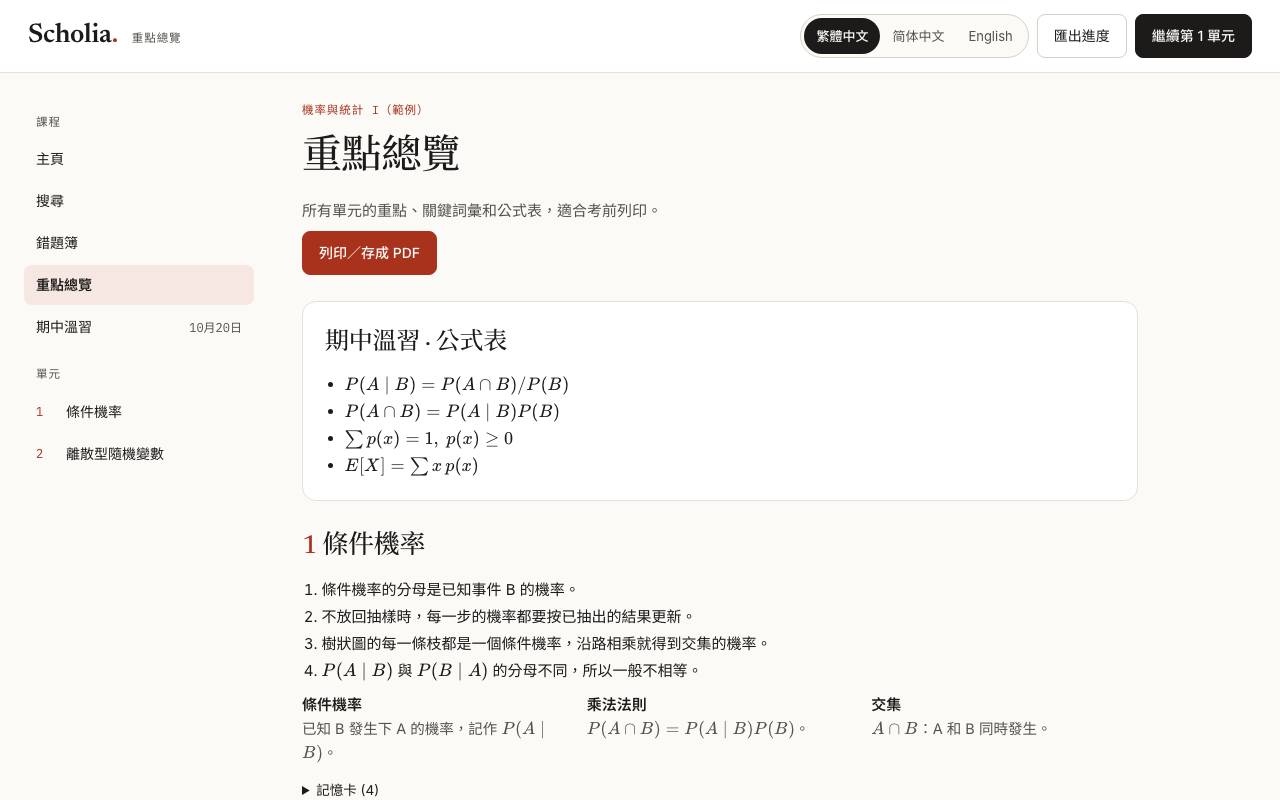 Scholia. 重點總覽
繁體中文 简体中文 English 匯出進度 繼續第 1 單元
課程
主頁
搜尋
錯題簿
重點總覽
期中溫習 10月20日
單元
1 條件機率
2 離散型隨機變數
機率與統計 I（範例）
重點總覽
所有單元的重點、關鍵詞彙和公式表，適合考前列印。
列印／存成 PDF
期中溫習 · 公式表
• P(A ∣ B) = P(A ∩ B)/P(B)
• P(A ∩ B) = P(A ∣ B)P(B)
• ∑ p(x) = 1, p(x) ≥ 0
• E[X] = ∑ x p(x)
1 條件機率
1. 條件機率的分母是已知事件 B 的機率。
2. 不放回抽樣時，每一步的機率都要按已抽出的結果更新。
3. 樹狀圖的每一條枝都是一個條件機率，沿路相乘就得到交集的機率。
4. P(A ∣ B) 與 P(B ∣ A) 的分母不同，所以一般不相等。
條件機率
已知 B 發生下 A 的機率，記作 P(A ∣
B)。
乘法法則
P(A ∩ B) = P(A ∣ B)P(B)。
交集
A ∩ B：A 和 B 同時發生。
▶ 記憶卡 (4)